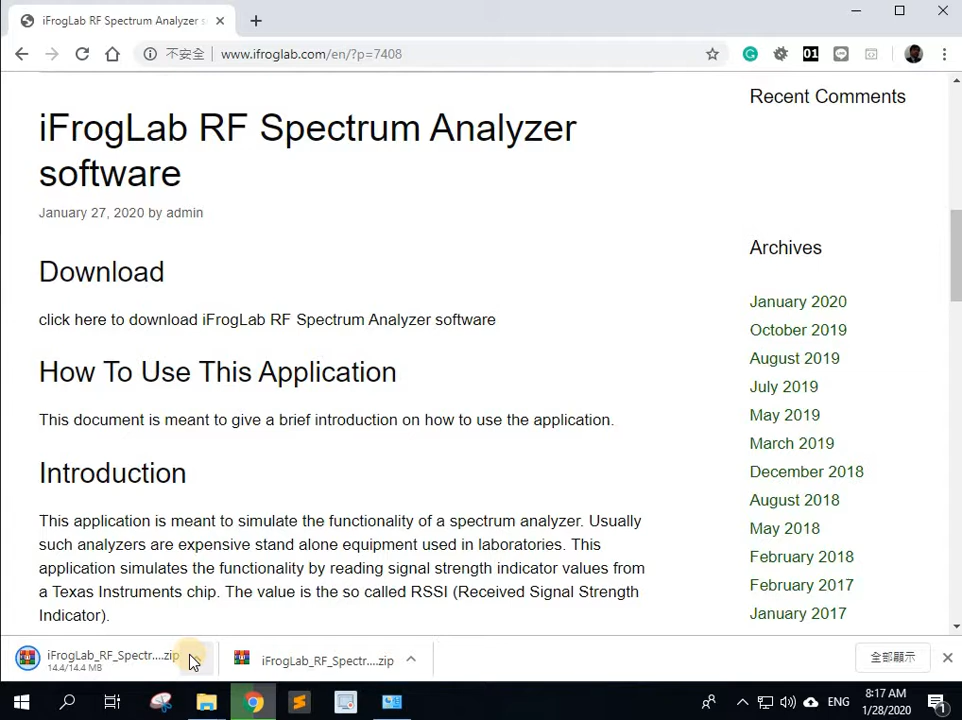 iFrogLab RF Spectrum Analyzer s
不安全
www.ifroglab.com/en/?p=7408
01
iFrogLab RF Spectrum Analyzer
software
January 27, 2020 by admin
Download
click here to download iFrogLab RF Spectrum Analyzer software
How To Use This Application
This document is meant to give a brief introduction on how to use the application.
Introduction
This application is meant to simulate the functionality of a spectrum analyzer. Usually
such analyzers are expensive stand alone equipment used in laboratories. This
application simulates the functionality by reading signal strength indicator values from
a Texas Instruments chip. The value is the so called RSSI (Received Signal Strength
Indicator).
Recent Comments
Archives
January 2020
October 2019
August 2019
July 2019
May 2019
March 2019
December 2018
August 2018
May 2018
February 2018
February 2017
January 2017
iFrogLab_RF_Spectr....zip
14.4/14.4 MB
iFrogLab_RF_Spectr....zip
全部顯示
ENG
8:17 AM
1/28/2020
1